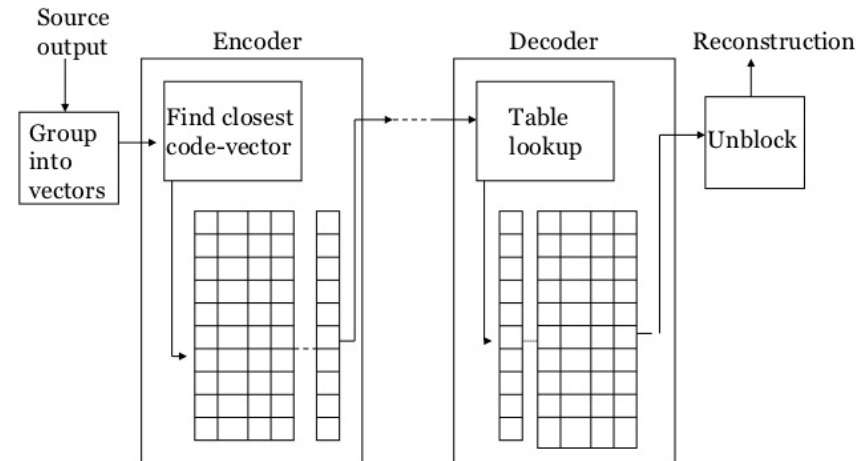 Source
output
Encoder
Decoder
Reconstruction
Group
into
vectors
Find closest
code-vector
Table
lookup
Unblock